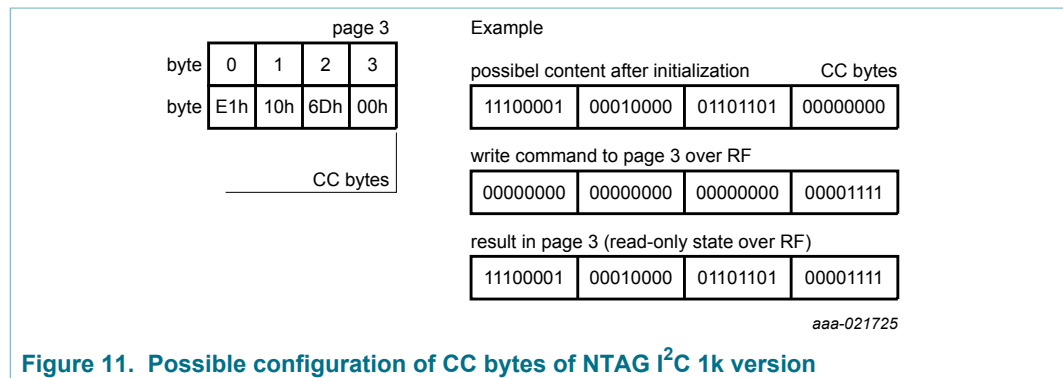 page 3
byte 0 1 2 3
byte E1h 10h 6Dh 00h
CC bytes
Example
possibel content after initialization CC bytes
11100001 00010000 01101101 00000000
write command to page 3 over RF
00000000 00000000 00000000 00001111
result in page 3 (read-only state over RF)
11100001 00010000 01101101 00001111
aaa-021725
Figure 11. Possible configuration of CC bytes of NTAG I²C 1k version